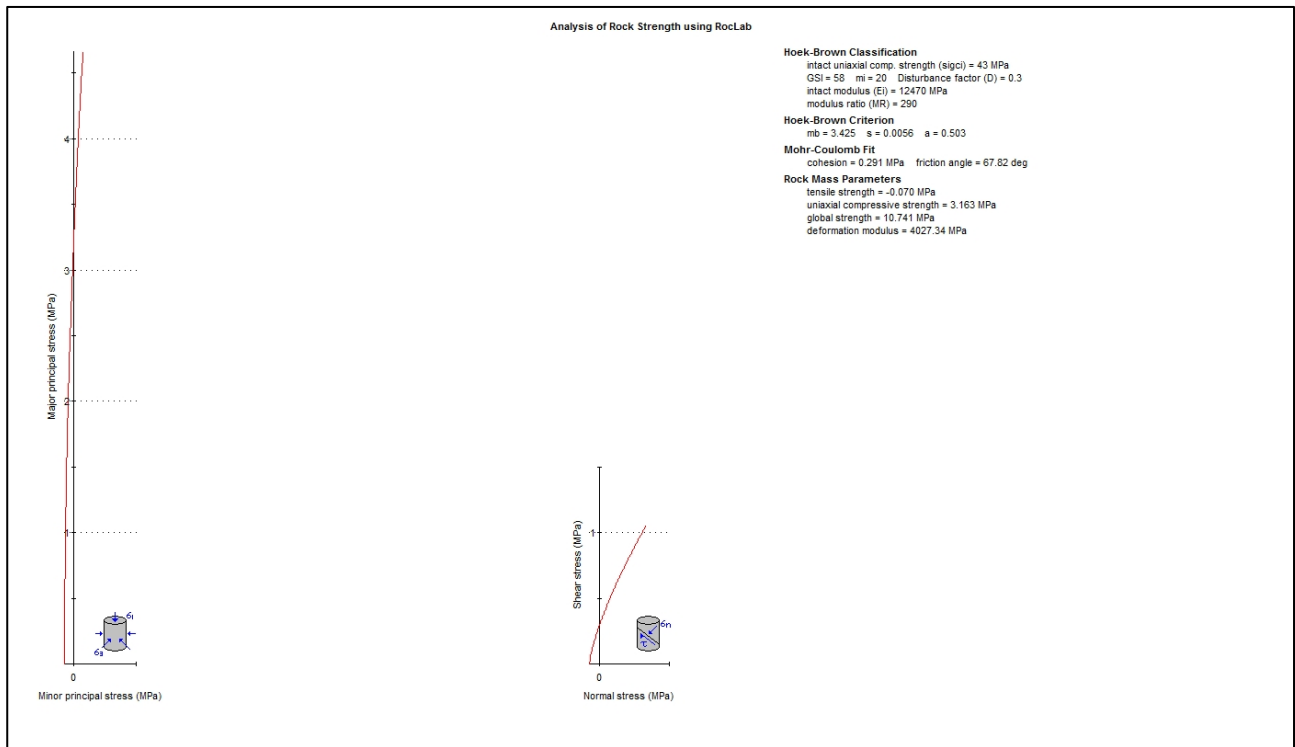 Analysis of Rock Strength using RocLab
Hoek-Brown Classification
intact uniaxial comp. strength (sigci) = 43 MPa
GSI = 58 mi = 20 Disturbance factor (D) = 0.3
intact modulus (Ei) = 12470 MPa
modulus ratio (MR) = 290
Hoek-Brown Criterion
mb = 3.425 s = 0.0056 a = 0.503
Mohr-Coulomb Fit
cohesion = 0.291 MPa friction angle = 67.82 deg
Rock Mass Parameters
tensile strength = -0.070 MPa
uniaxial compressive strength = 3.163 MPa
global strength = 10.741 MPa
deformation modulus = 4027.34 MPa
Major principal stress (MPa)
4
3
2
1
0
Minor principal stress (MPa)
σ1
σ3
Shear stress (MPa)
1
0
Normal stress (MPa)
σn
τ